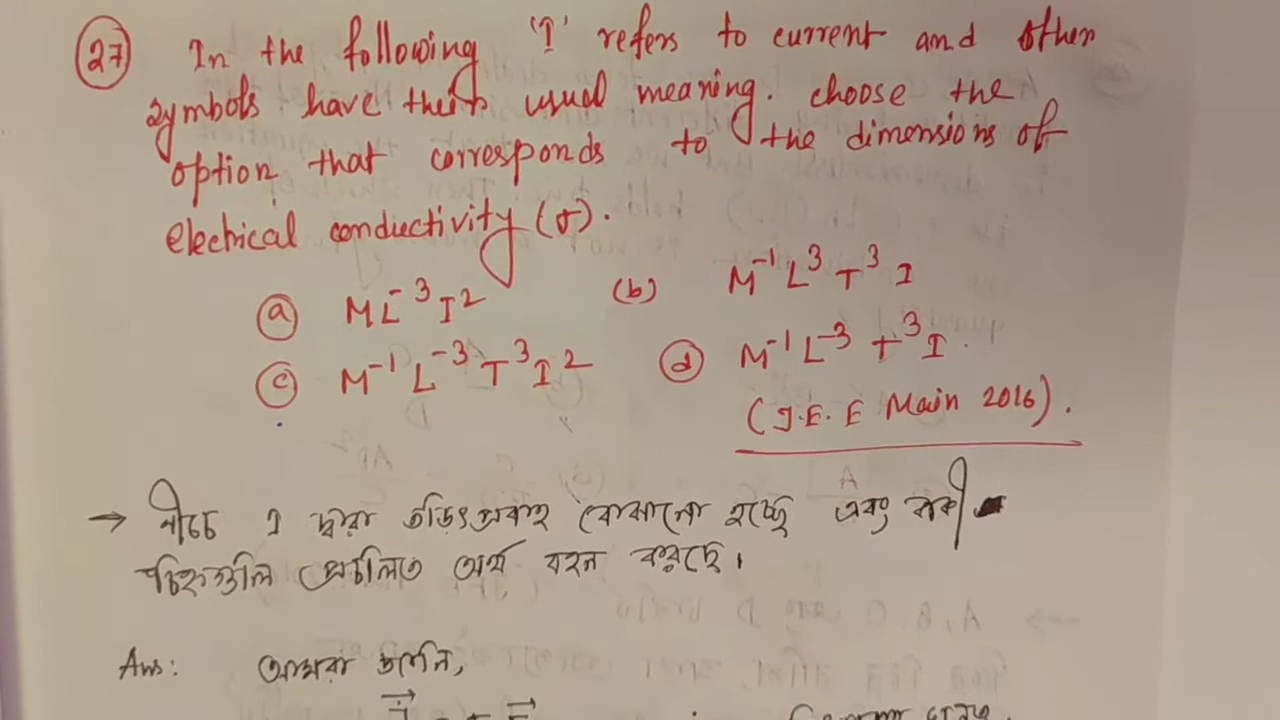 27 In the following 'I' refers to current and other
symbols have their usual meaning. choose the
option that corresponds to the dimensions of
electrical conductivity (σ).
a ML⁻³I² (b) M⁻¹L³T³I
c M⁻¹L⁻³T³I² d M⁻¹L⁻³T³I
(J.E.E Main 2016).
→ নীচে I দ্বারা তড়িৎপ্রবাহ বোঝানো হচ্ছে এবং বাকী
চিহ্নগুলি প্রচলিত অর্থ বহন করছে।
Ans: আমরা জানি,